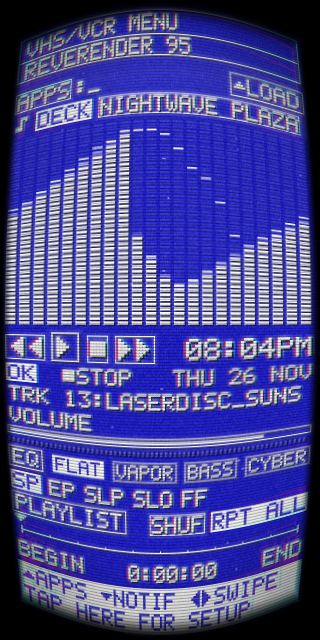 VHS/VCR MENU
REVERENDER 95
APPS:_ ▲LOAD
DECK NIGHTWAVE PLAZA
08:04PM
OK ■STOP THU 26 NOV
TRK 13:LASERDISC_SUNS
VOLUME
EQ FLAT VAPOR BASS CYBER
SP EP SLP SLO FF
PLAYLIST SHUF RPT ALL
BEGIN 0:00:00 END
▲APPS ▼NOTIF ◀▶SWIPE
TAP HERE FOR SETUP